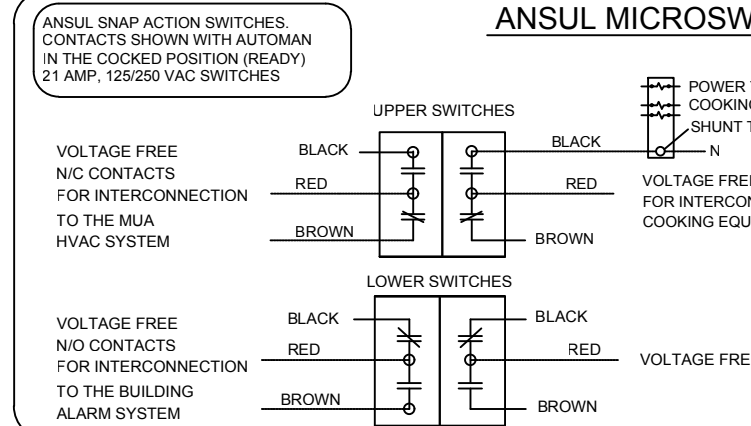 ANSUL SNAP ACTION SWITCHES.
CONTACTS SHOWN WITH AUTOMAN
IN THE COCKED POSITION (READY)
21 AMP, 125/250 VAC SWITCHES
ANSUL MICROSW
POWER
COOKING
SHUNT T
N
UPPER SWITCHES
VOLTAGE FREE
N/C CONTACTS
FOR INTERCONNECTION
TO THE MUA
HVAC SYSTEM
BLACK
RED
BROWN
BLACK
RED
BROWN
VOLTAGE FREE
FOR INTERCON
COOKING EQU
LOWER SWITCHES
VOLTAGE FREE
N/O CONTACTS
FOR INTERCONNECTION
TO THE BUILDING
ALARM SYSTEM
BLACK
RED
BROWN
BLACK
RED
BROWN
VOLTAGE FRE